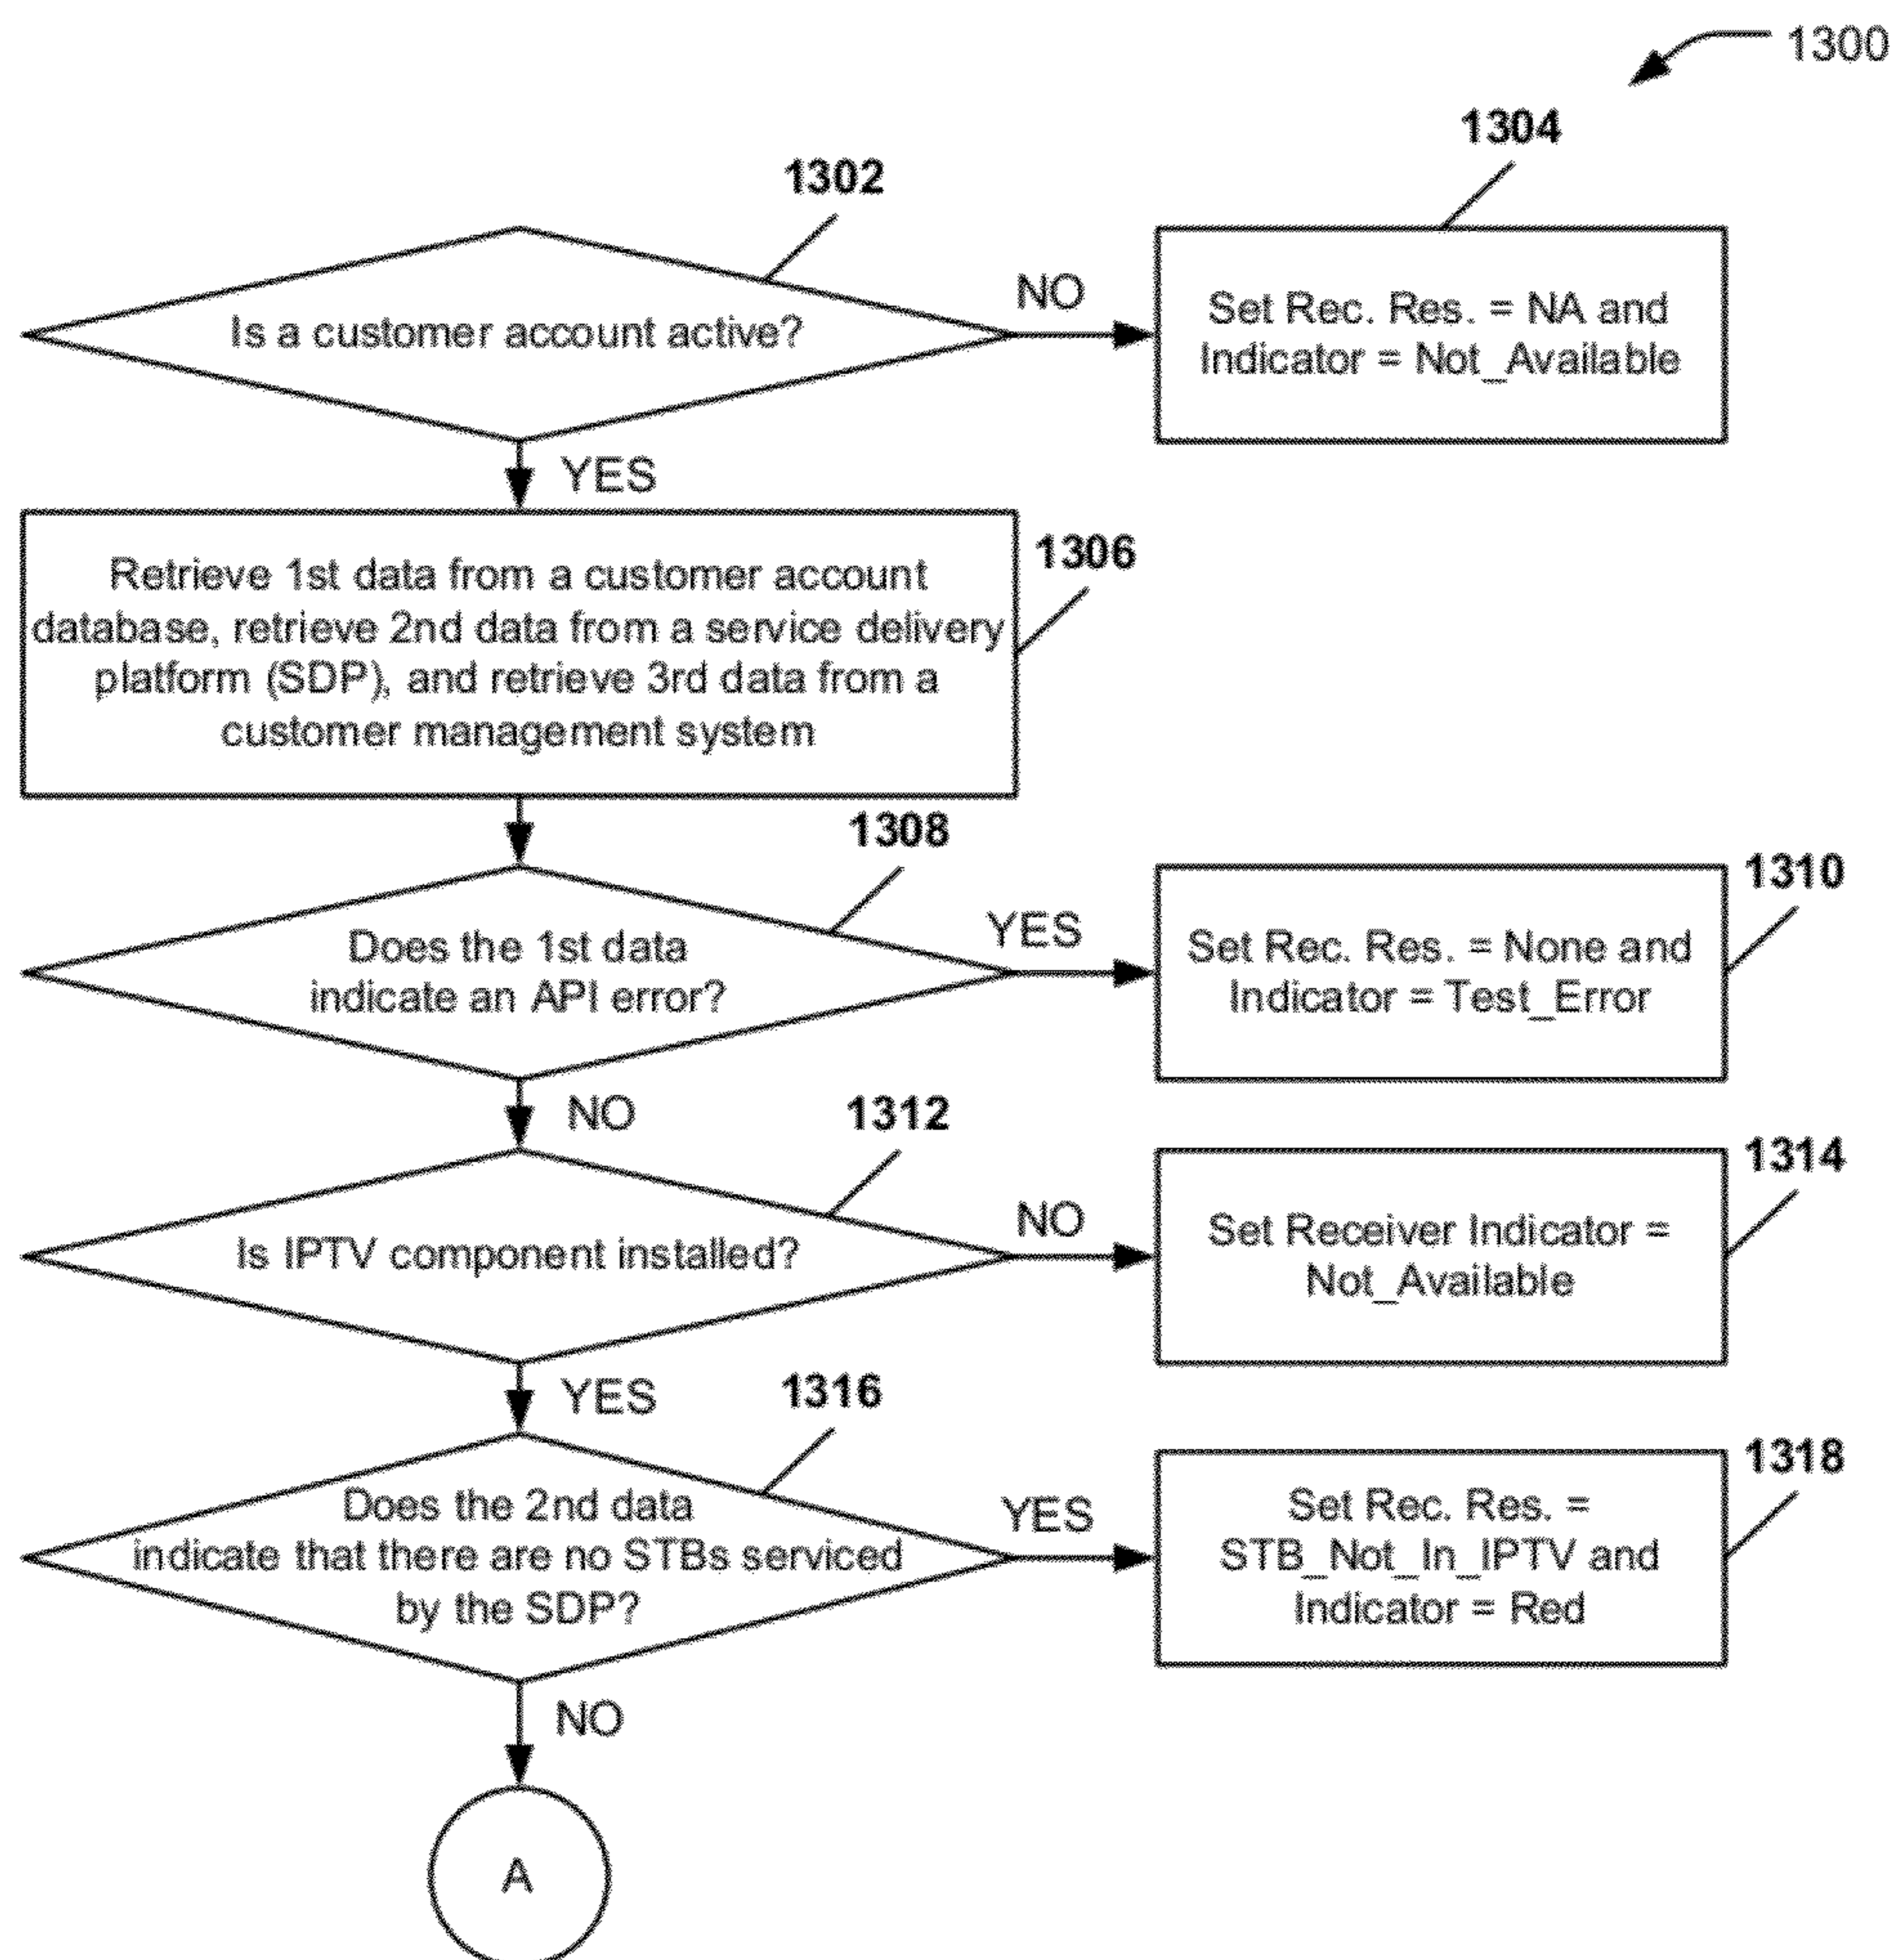 1300
1304
1302
Is a customer account active?
NO
Set Rec. Res. = NA and
Indicator = Not_Available
YES
1306
Retrieve 1st data from a customer account
database, retrieve 2nd data from a service delivery
platform (SDP), and retrieve 3rd data from a
customer management system
1308
1310
Does the 1st data
indicate an API error?
YES
Set Rec. Res. = None and
Indicator = Test_Error
NO
1312
1314
Is IPTV component installed?
NO
Set Receiver Indicator =
Not_Available
YES
1316
1318
Does the 2nd data
indicate that there are no STBs serviced
by the SDP?
YES
Set Rec. Res. =
STB_Not_In_IPTV and
Indicator = Red
NO
A